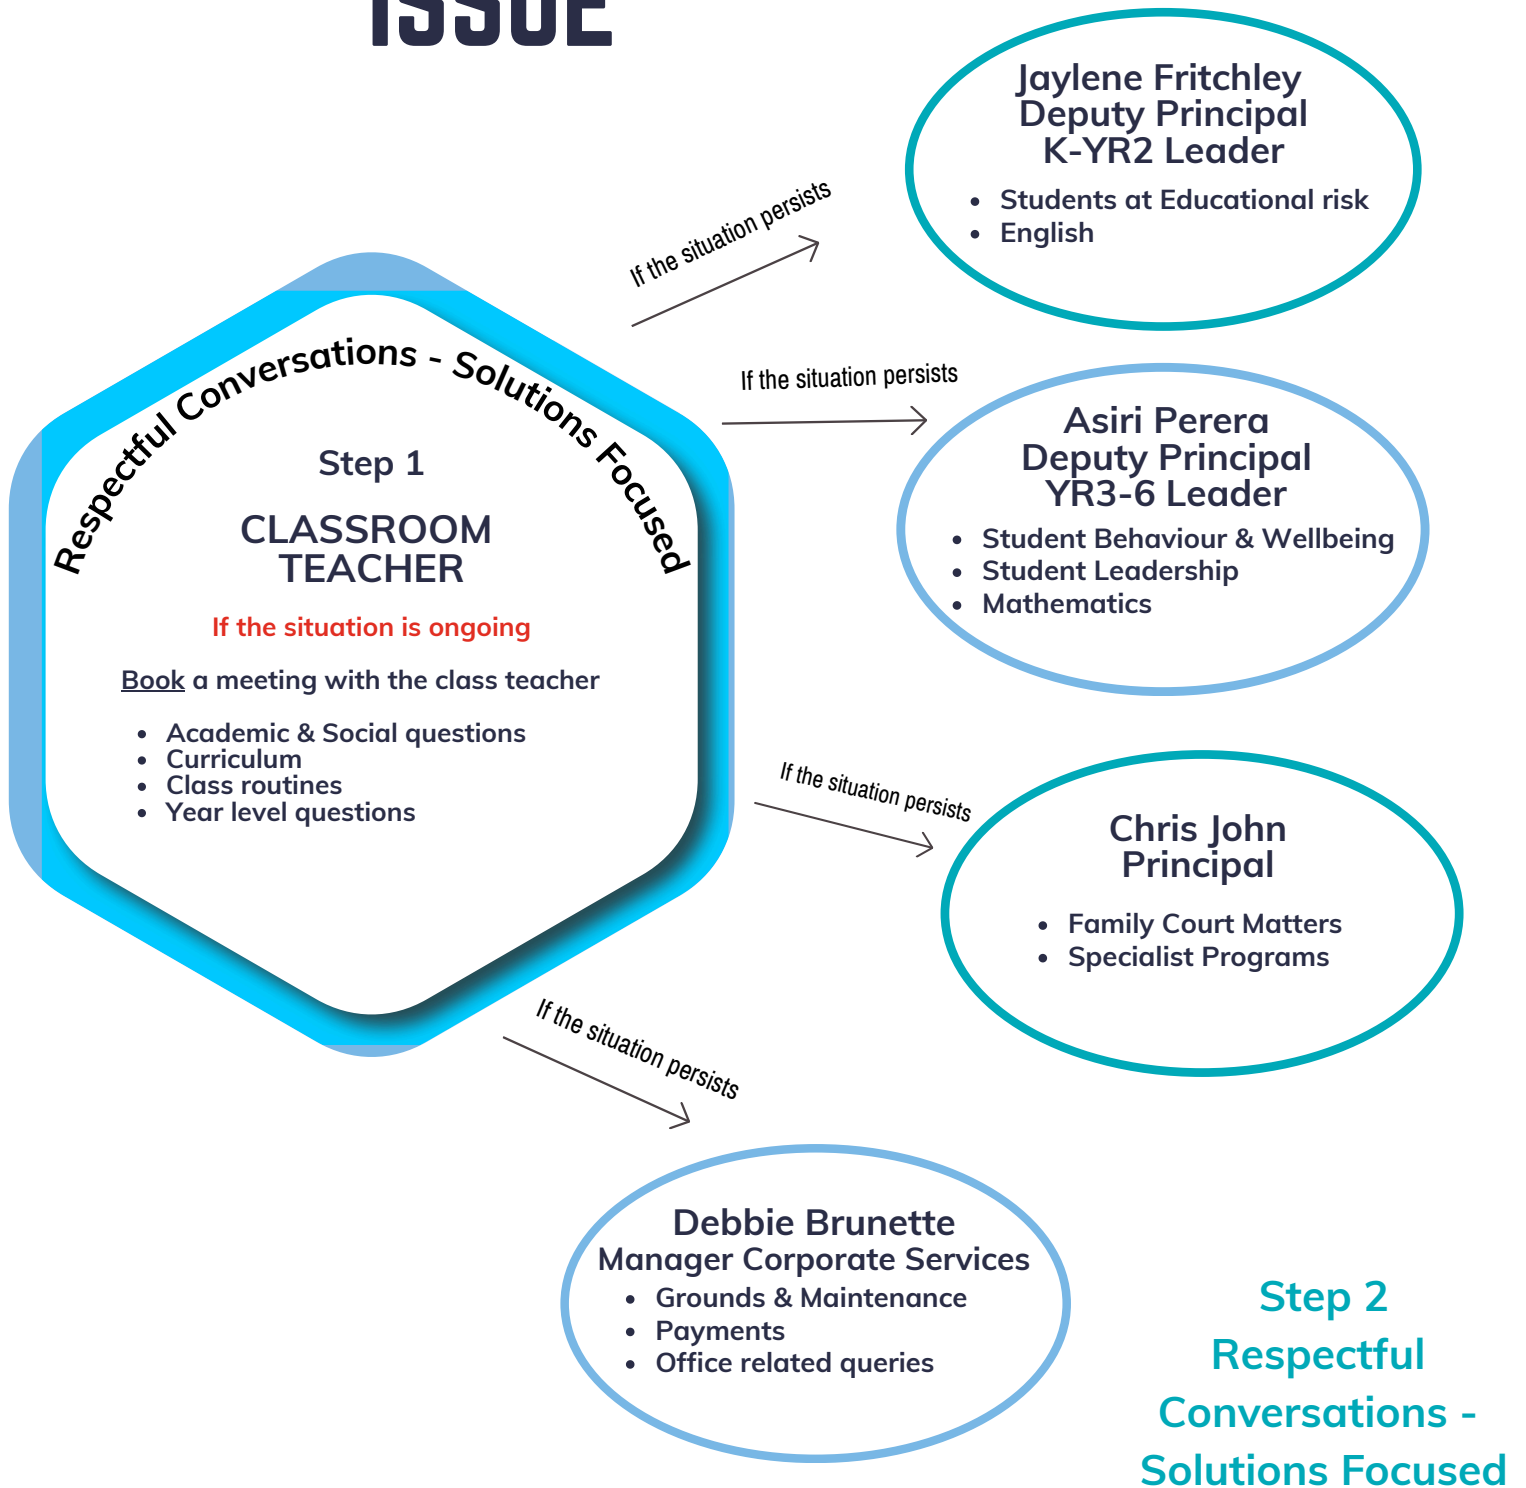 ISSUE
Jaylene Fritchley
Deputy Principal
K-YR2 Leader
• Students at Educational risk
• English
If the situation persists
If the situation persists
Asiri Perera
Deputy Principal
YR3-6 Leader
• Student Behaviour & Wellbeing
• Student Leadership
• Mathematics
Respectful Conversations - Solutions Focused
Step 1
CLASSROOM
TEACHER
If the situation is ongoing
Book a meeting with the class teacher
• Academic & Social questions
• Curriculum
• Class routines
• Year level questions
If the situation persists
Chris John
Principal
• Family Court Matters
• Specialist Programs
If the situation persists
Debbie Brunette
Manager Corporate Services
• Grounds & Maintenance
• Payments
• Office related queries
Step 2
Respectful
Conversations -
Solutions Focused